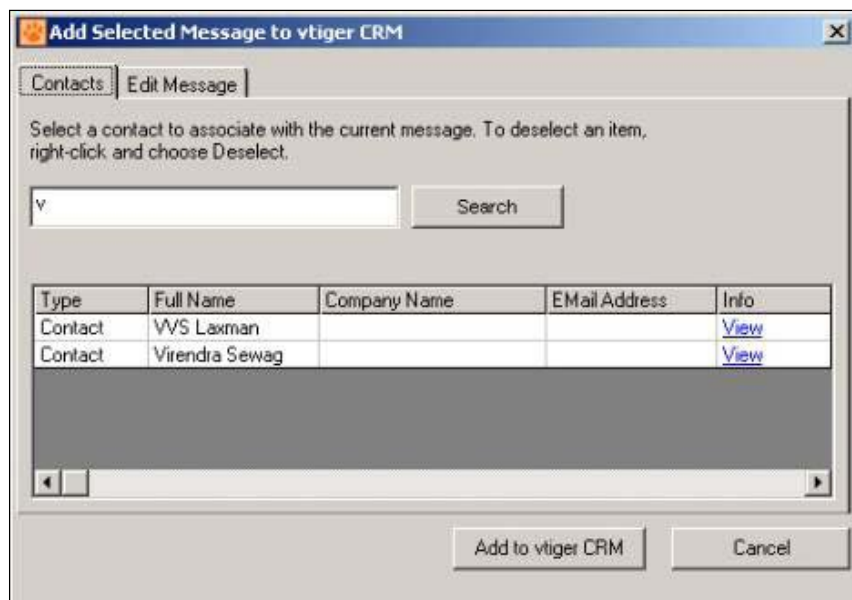 Add Selected Message to vtiger CRM
Contacts Edit Message
Select a contact to associate with the current message. To deselect an item,
right-click and choose Deselect.
v Search
Type Full Name Company Name EMail Address Info
Contact VVS Laxman View
Contact Virendra Sewag View
Add to vtiger CRM Cancel